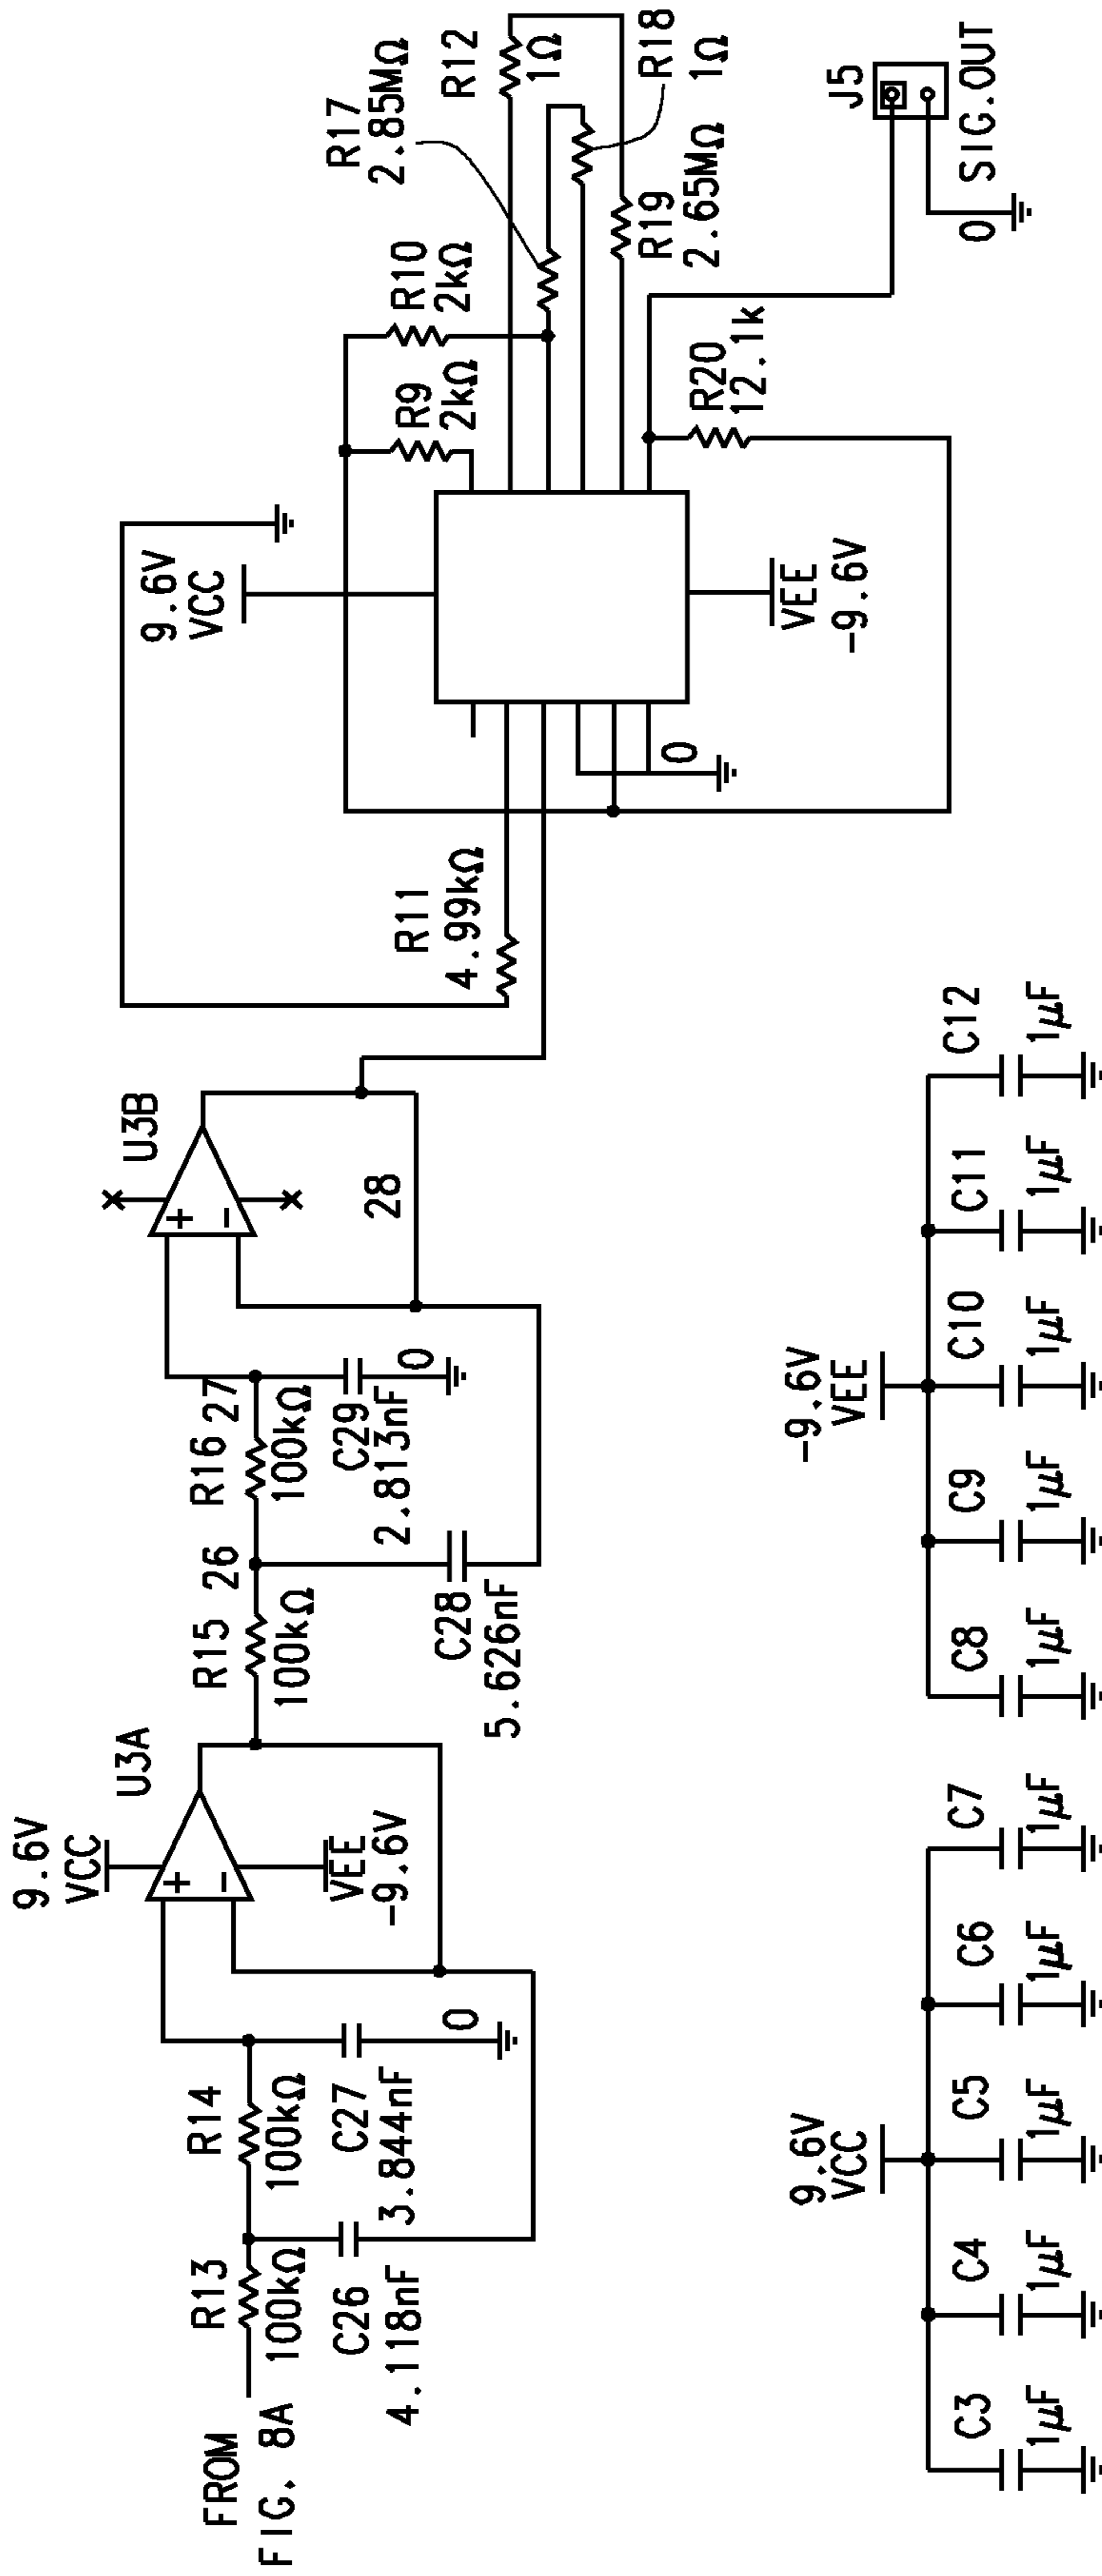 FROM
FIG. 8A
R13
100kΩ
C26
4.118nF
R14
100kΩ
C27
3.844nF
0
9.6V
VCC
+
-
VEE
-9.6V
U3A
R15
100kΩ
26
C28
5.626nF
R16
100kΩ
27
C29
2.813nF
0
+
-
28
U3B
R11
4.99kΩ
0
9.6V
VCC
VEE
-9.6V
R9
2kΩ
R10
2kΩ
R17
2.85MΩ
R12
1Ω
R18
1Ω
R19
2.65MΩ
R20
12.1k
J5
0
SIG.OUT
9.6V
VCC
C3
1µF
C4
1µF
C5
1µF
C6
1µF
C7
1µF
-9.6V
VEE
C8
1µF
C9
1µF
C10
1µF
C11
1µF
C12
1µF